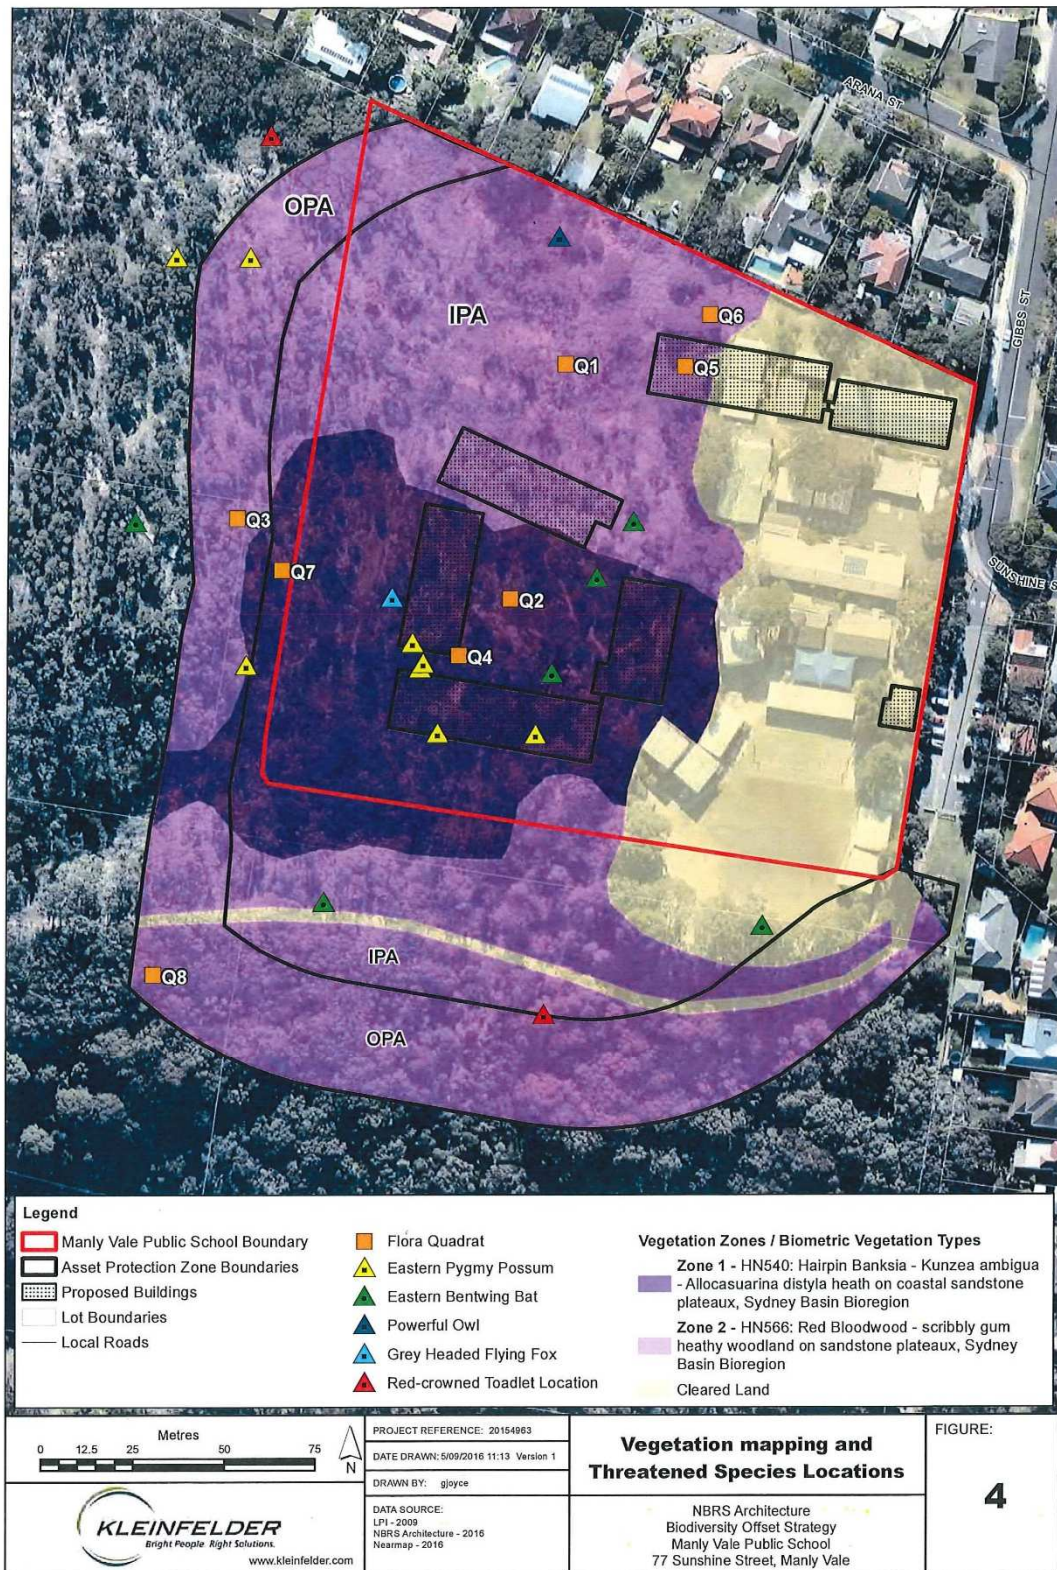 ARANA ST
OPA
GIBBS ST
IPA
Q6
Q1
Q5
Q3
SUNSHINE S
Q7
Q2
Q4
IPA
Q8
OPA
Legend
Manly Vale Public School Boundary
Asset Protection Zone Boundaries
Proposed Buildings
Lot Boundaries
Local Roads
Flora Quadrat
Eastern Pygmy Possum
Eastern Bentwing Bat
Powerful Owl
Grey Headed Flying Fox
Red-crowned Toadlet Location
Vegetation Zones / Biometric Vegetation Types
Zone 1 - HN540: Hairpin Banksia - Kunzea ambigua
- Allocasuarina distyla heath on coastal sandstone
plateaux, Sydney Basin Bioregion
Zone 2 - HN566: Red Bloodwood - scribbly gum
heathy woodland on sandstone plateaux, Sydney
Basin Bioregion
Cleared Land
Metres
0 12.5 25 50 75
N
KLEINFELDER
Bright People. Right Solutions.
www.kleinfelder.com
PROJECT REFERENCE: 20154963
DATE DRAWN: 5/09/2016 11:13 Version 1
DRAWN BY: gjoyce
DATA SOURCE:
LPI - 2009
NBRS Architecture - 2016
Nearmap - 2016
Vegetation mapping and
Threatened Species Locations
NBRS Architecture
Biodiversity Offset Strategy
Manly Vale Public School
77 Sunshine Street, Manly Vale
FIGURE:
4